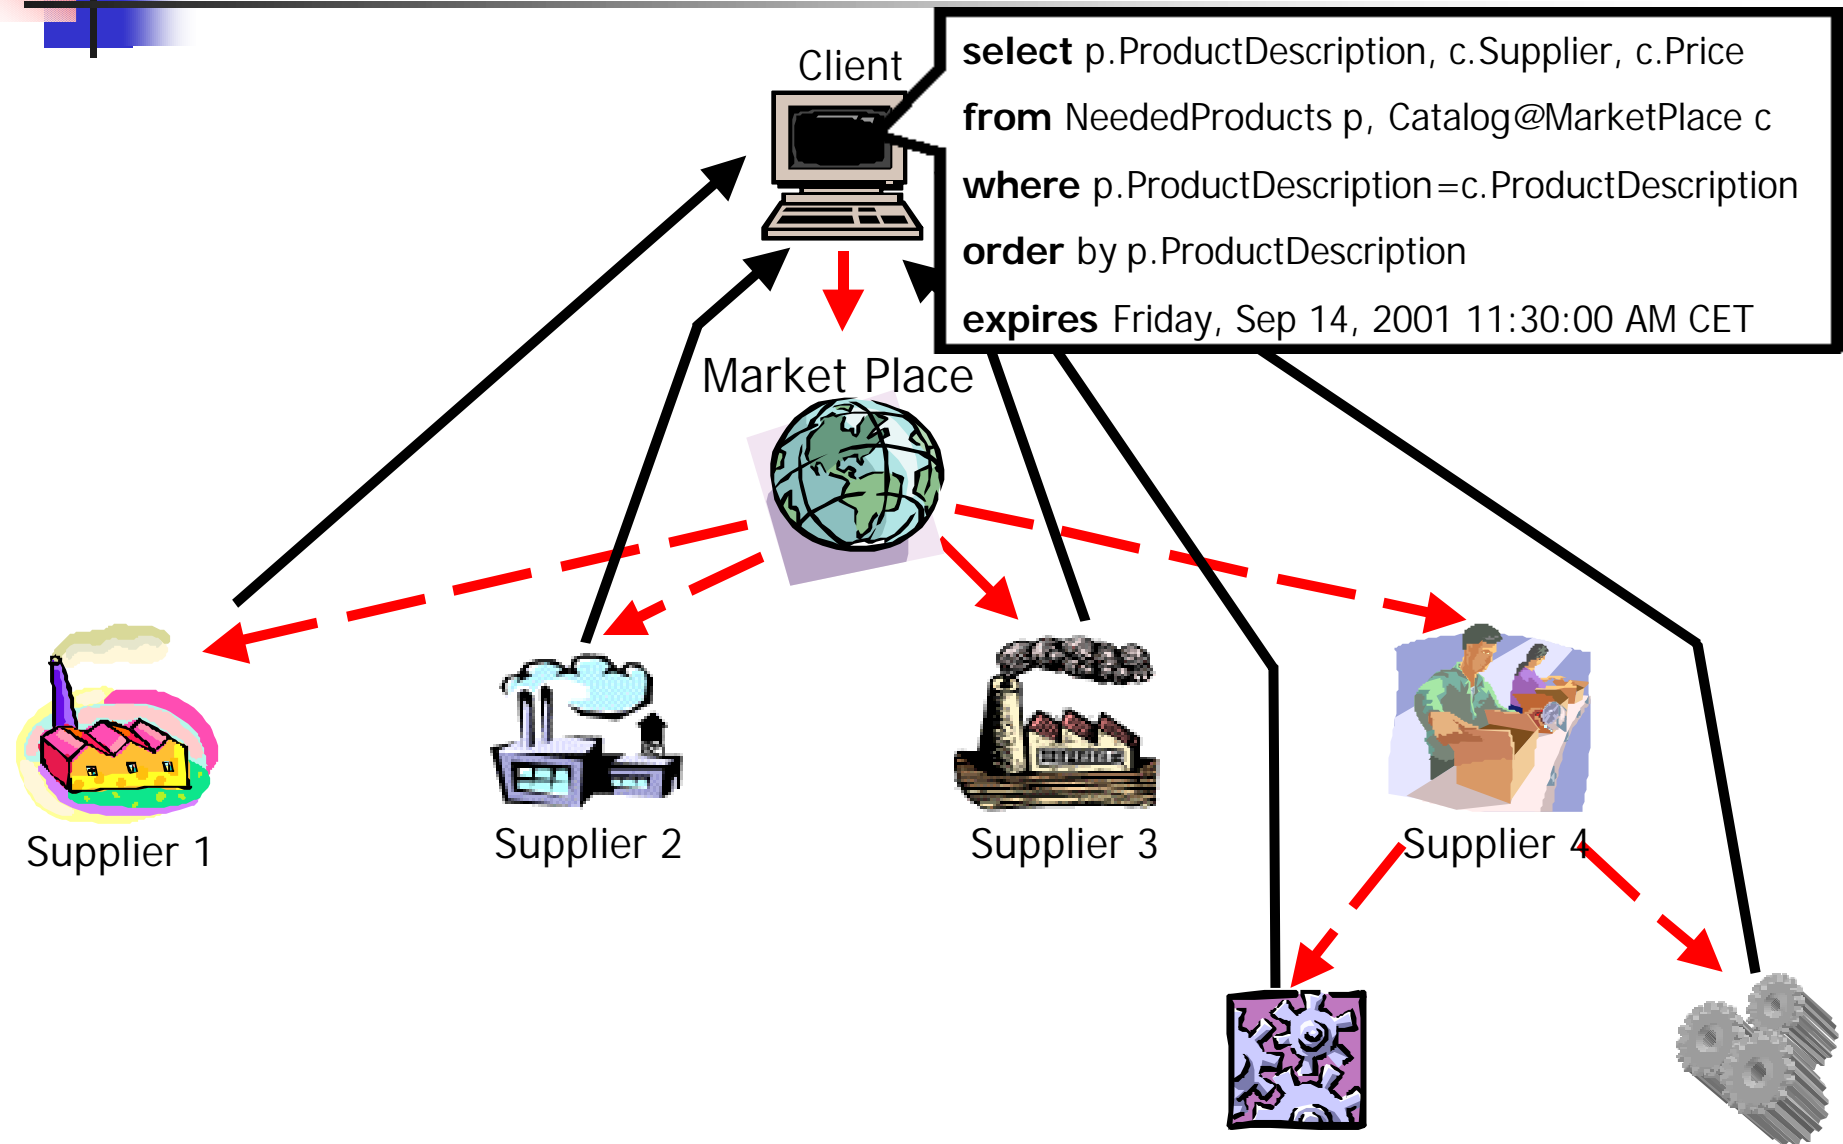 Client
select p.ProductDescription, c.Supplier, c.Price
from NeededProducts p, Catalog@MarketPlace c
where p.ProductDescription=c.ProductDescription
order by p.ProductDescription
expires Friday, Sep 14, 2001 11:30:00 AM CET
Market Place
Supplier 1
Supplier 2
Supplier 3
Supplier 4